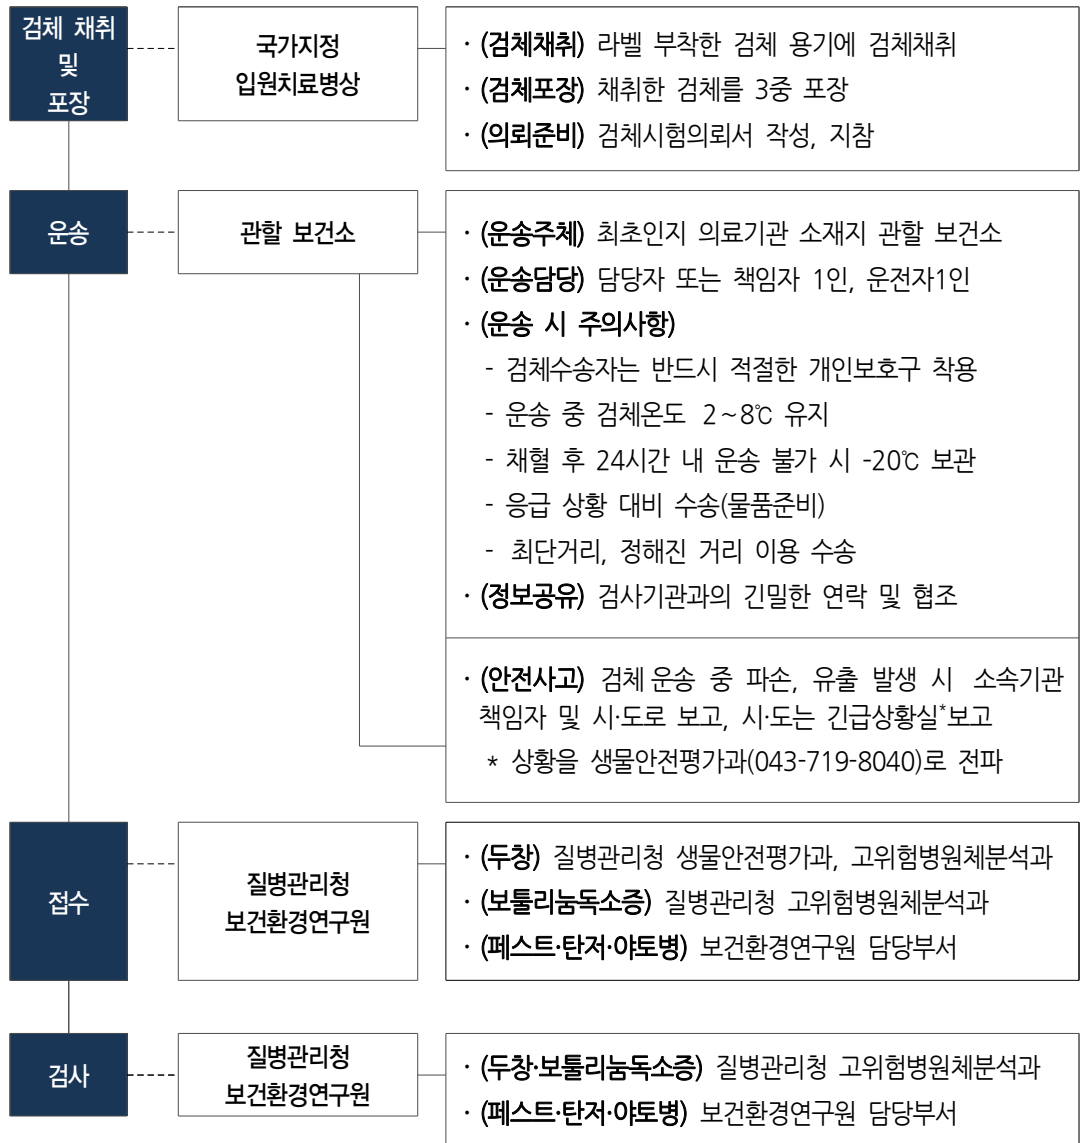 검체 채취
및
포장
국가지정
입원치료병상
· (검체채취) 라벨 부착한 검체 용기에 검체채취
· (검체포장) 채취한 검체를 3중 포장
· (의뢰준비) 검체시험의뢰서 작성, 지참
운송
관할 보건소
· (운송주체) 최초인지 의료기관 소재지 관할 보건소
· (운송담당) 담당자 또는 책임자 1인, 운전자1인
· (운송 시 주의사항)
- 검체수송자는 반드시 적절한 개인보호구 착용
- 운송 중 검체온도 2~8℃ 유지
- 채혈 후 24시간 내 운송 불가 시 -20℃ 보관
- 응급 상황 대비 수송(물품준비)
- 최단거리, 정해진 거리 이용 수송
· (정보공유) 검사기관과의 긴밀한 연락 및 협조
· (안전사고) 검체 운송 중 파손, 유출 발생 시 소속기관
책임자 및 시·도로 보고, 시·도는 긴급상황실*보고
* 상황을 생물안전평가과(043-719-8040)로 전파
접수
질병관리청
보건환경연구원
· (두창) 질병관리청 생물안전평가과, 고위험병원체분석과
· (보툴리눔독소증) 질병관리청 고위험병원체분석과
· (페스트·탄저·야토병) 보건환경연구원 담당부서
검사
질병관리청
보건환경연구원
· (두창·보툴리눔독소증) 질병관리청 고위험병원체분석과
· (페스트·탄저·야토병) 보건환경연구원 담당부서